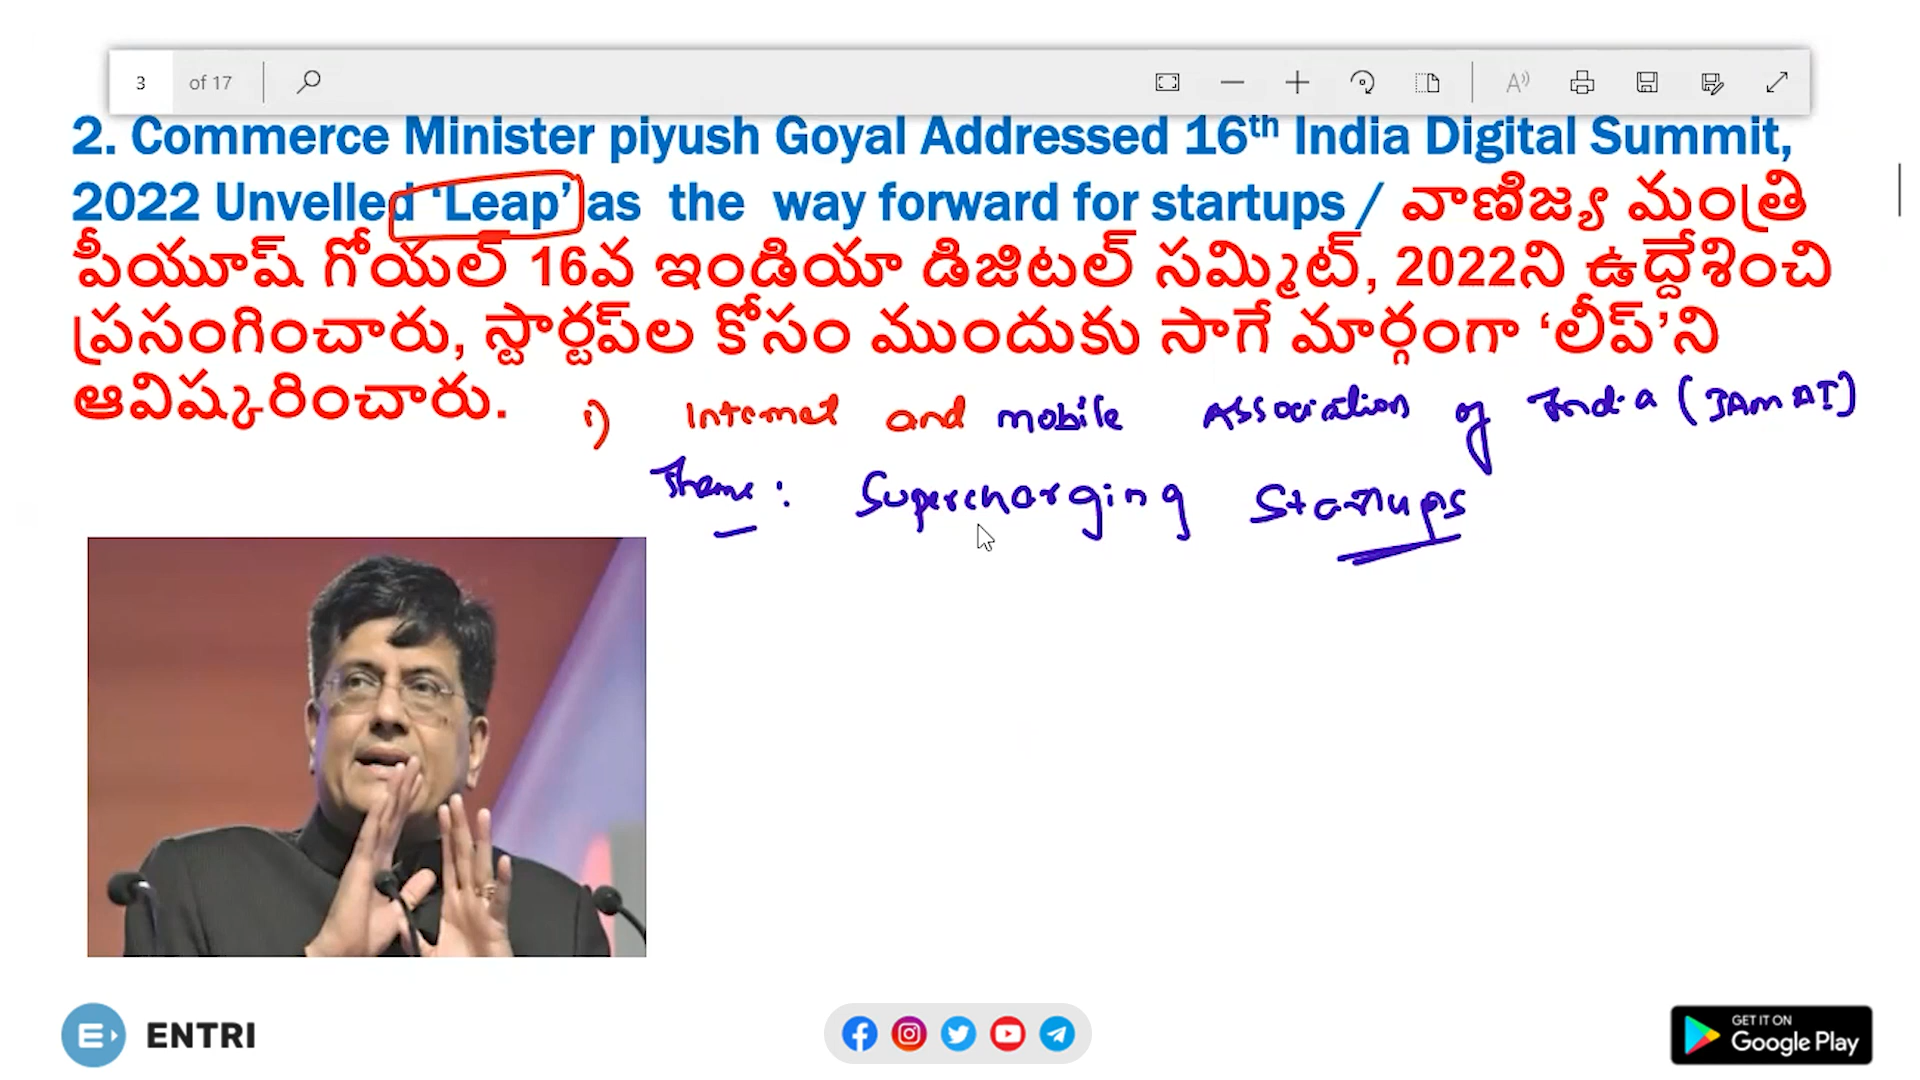 3 of 17
2. Commerce Minister piyush Goyal Addressed 16th India Digital Summit,
2022 Unvelled ‘Leap’ as the way forward for startups / వాణిజ్య మంత్రి
పీయూష్ గోయల్ 16వ ఇండియా డిజిటల్ సమ్మిట్, 2022ని ఉద్దేశించి
ప్రసంగించారు, స్టార్టప్‌ల కోసం ముందుకు సాగే మార్గంగా ‘లీప్’ని
ఆవిష్కరించారు.
i) Internet and mobile Association of India (IAMAI)
Theme: Supercharging Startups
ENTRI
GET IT ON
Google Play